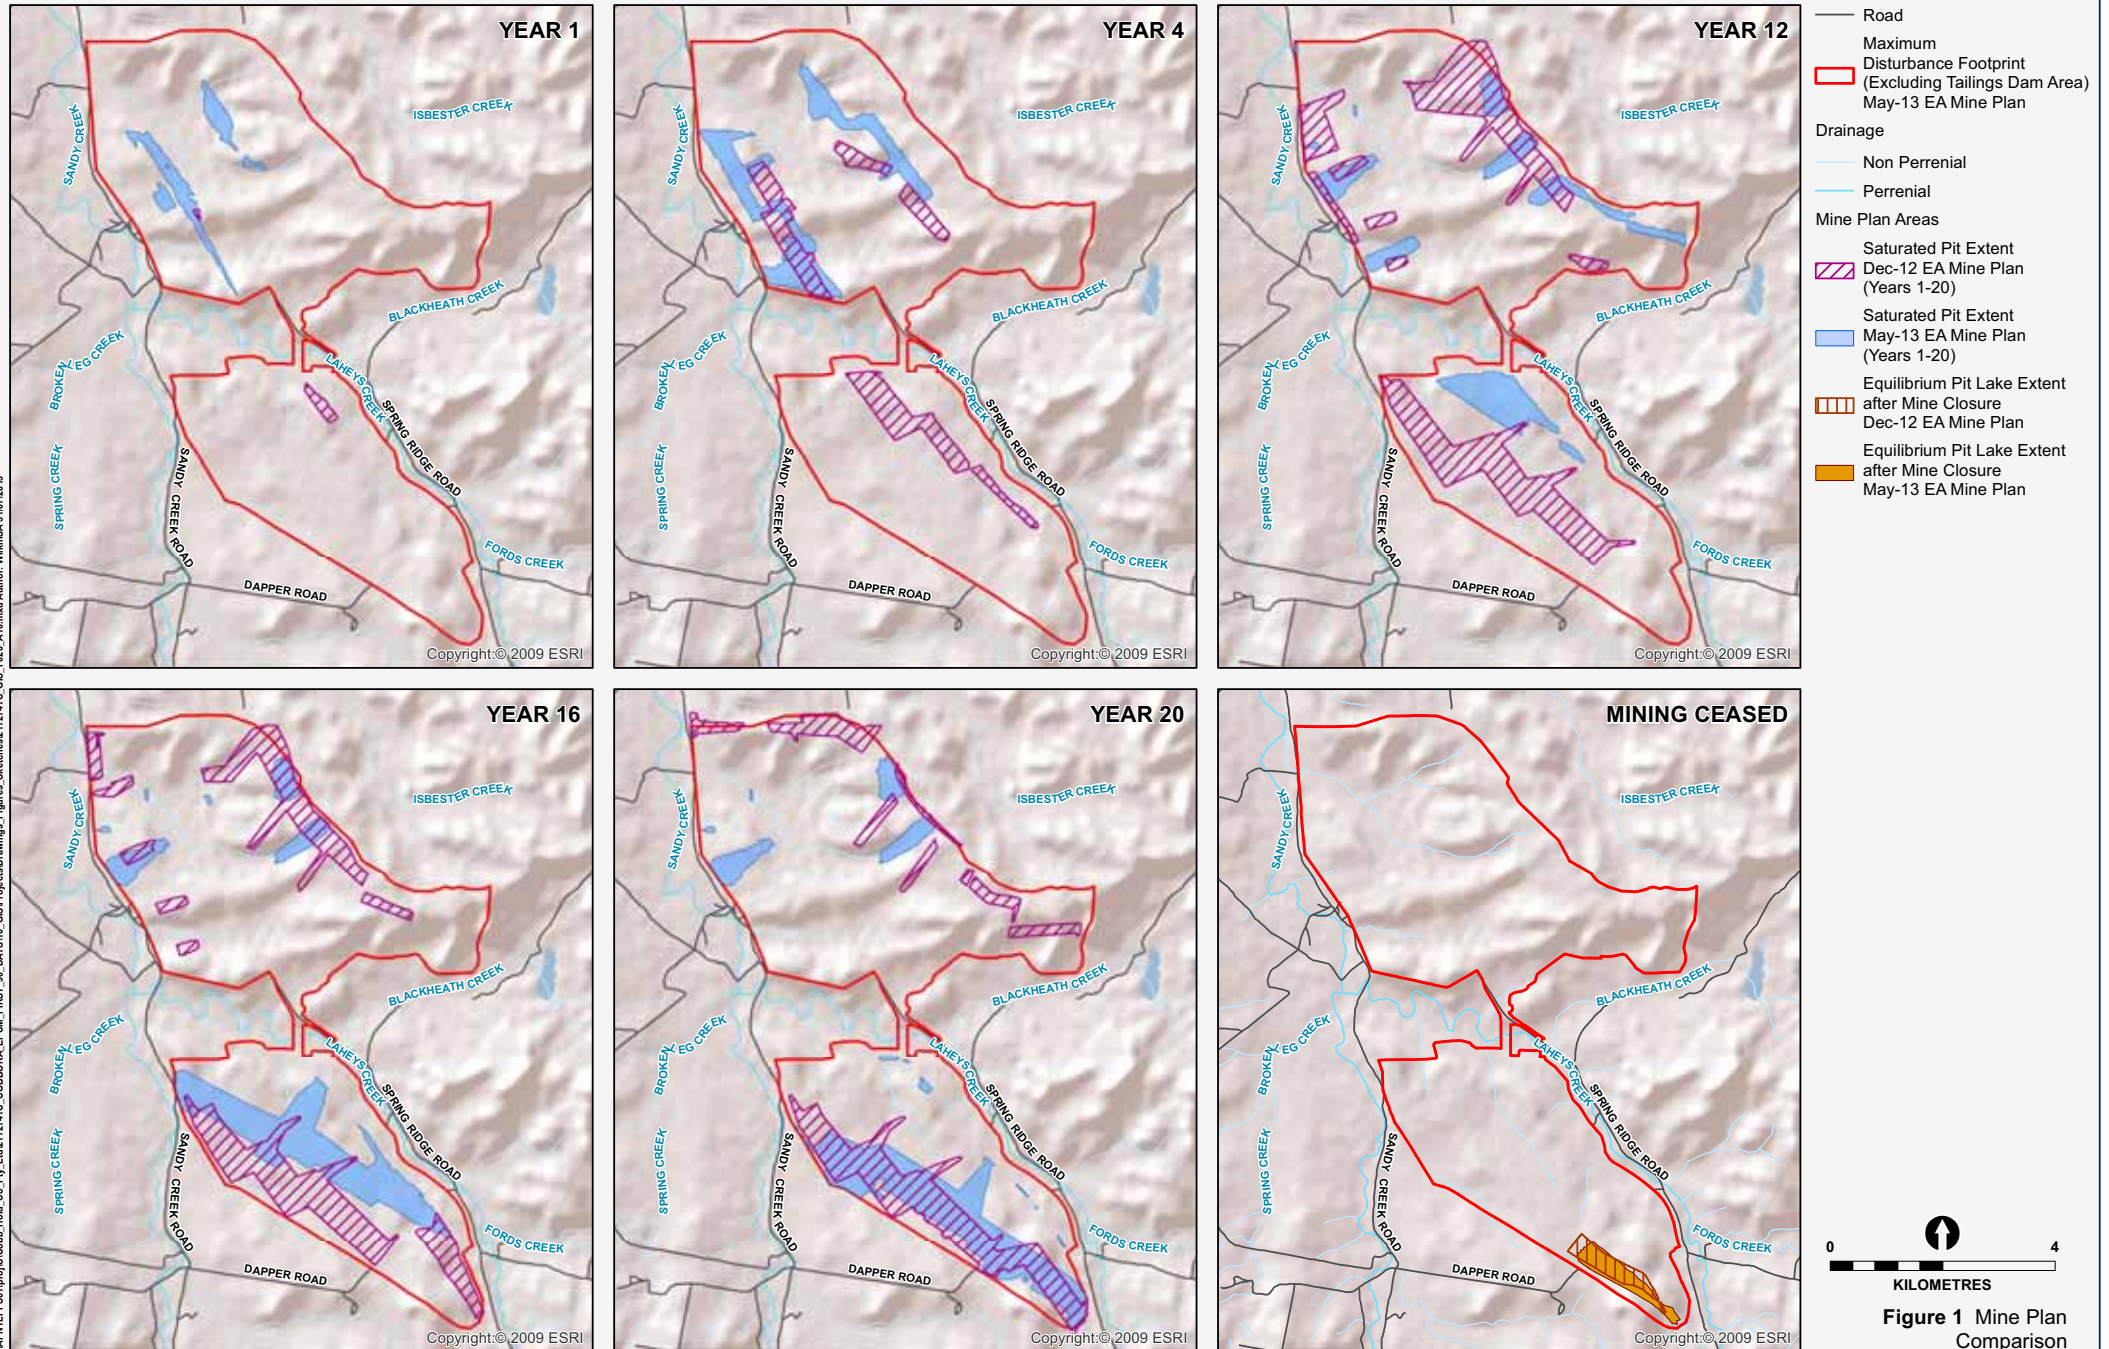 YEAR 1
ISBESTER CREEK
SANDY CREEK
BLACKHEATH CREEK
BROKEN LEG CREEK
LAHEYS CREEK
SPRING RIDGE ROAD
SPRING CREEK
SANDY CREEK ROAD
FORDS CREEK
DAPPER ROAD
Copyright:© 2009 ESRI
YEAR 4
ISBESTER CREEK
SANDY CREEK
BLACKHEATH CREEK
BROKEN LEG CREEK
LAHEYS CREEK
SPRING RIDGE ROAD
SPRING CREEK
SANDY CREEK ROAD
FORDS CREEK
DAPPER ROAD
Copyright:© 2009 ESRI
YEAR 12
ISBESTER CREEK
SANDY CREEK
BLACKHEATH CREEK
BROKEN LEG CREEK
LAHEYS CREEK
SPRING RIDGE ROAD
SPRING CREEK
SANDY CREEK ROAD
FORDS CREEK
DAPPER ROAD
Copyright:© 2009 ESRI
Road
Maximum
Disturbance Footprint
(Excluding Tailings Dam Area)
May-13 EA Mine Plan
Drainage
Non Perrenial
Perrenial
Mine Plan Areas
Saturated Pit Extent
Dec-12 EA Mine Plan
(Years 1-20)
Saturated Pit Extent
May-13 EA Mine Plan
(Years 1-20)
Equilibrium Pit Lake Extent
after Mine Closure
Dec-12 EA Mine Plan
Equilibrium Pit Lake Extent
after Mine Closure
May-13 EA Mine Plan
YEAR 16
ISBESTER CREEK
SANDY CREEK
BLACKHEATH CREEK
BROKEN LEG CREEK
LAHEYS CREEK
SPRING RIDGE ROAD
SPRING CREEK
SANDY CREEK ROAD
FORDS CREEK
DAPPER ROAD
Copyright:© 2009 ESRI
YEAR 20
ISBESTER CREEK
SANDY CREEK
BLACKHEATH CREEK
BROKEN LEG CREEK
LAHEYS CREEK
SPRING RIDGE ROAD
SPRING CREEK
SANDY CREEK ROAD
FORDS CREEK
DAPPER ROAD
Copyright:© 2009 ESRI
MINING CEASED
ISBESTER CREEK
SANDY CREEK
BLACKHEATH CREEK
BROKEN LEG CREEK
LAHEYS CREEK
SPRING RIDGE ROAD
SPRING CREEK
SANDY CREEK ROAD
FORDS CREEK
DAPPER ROAD
Copyright:© 2009 ESRI
0 4
KILOMETRES
Figure 1 Mine Plan
Comparison